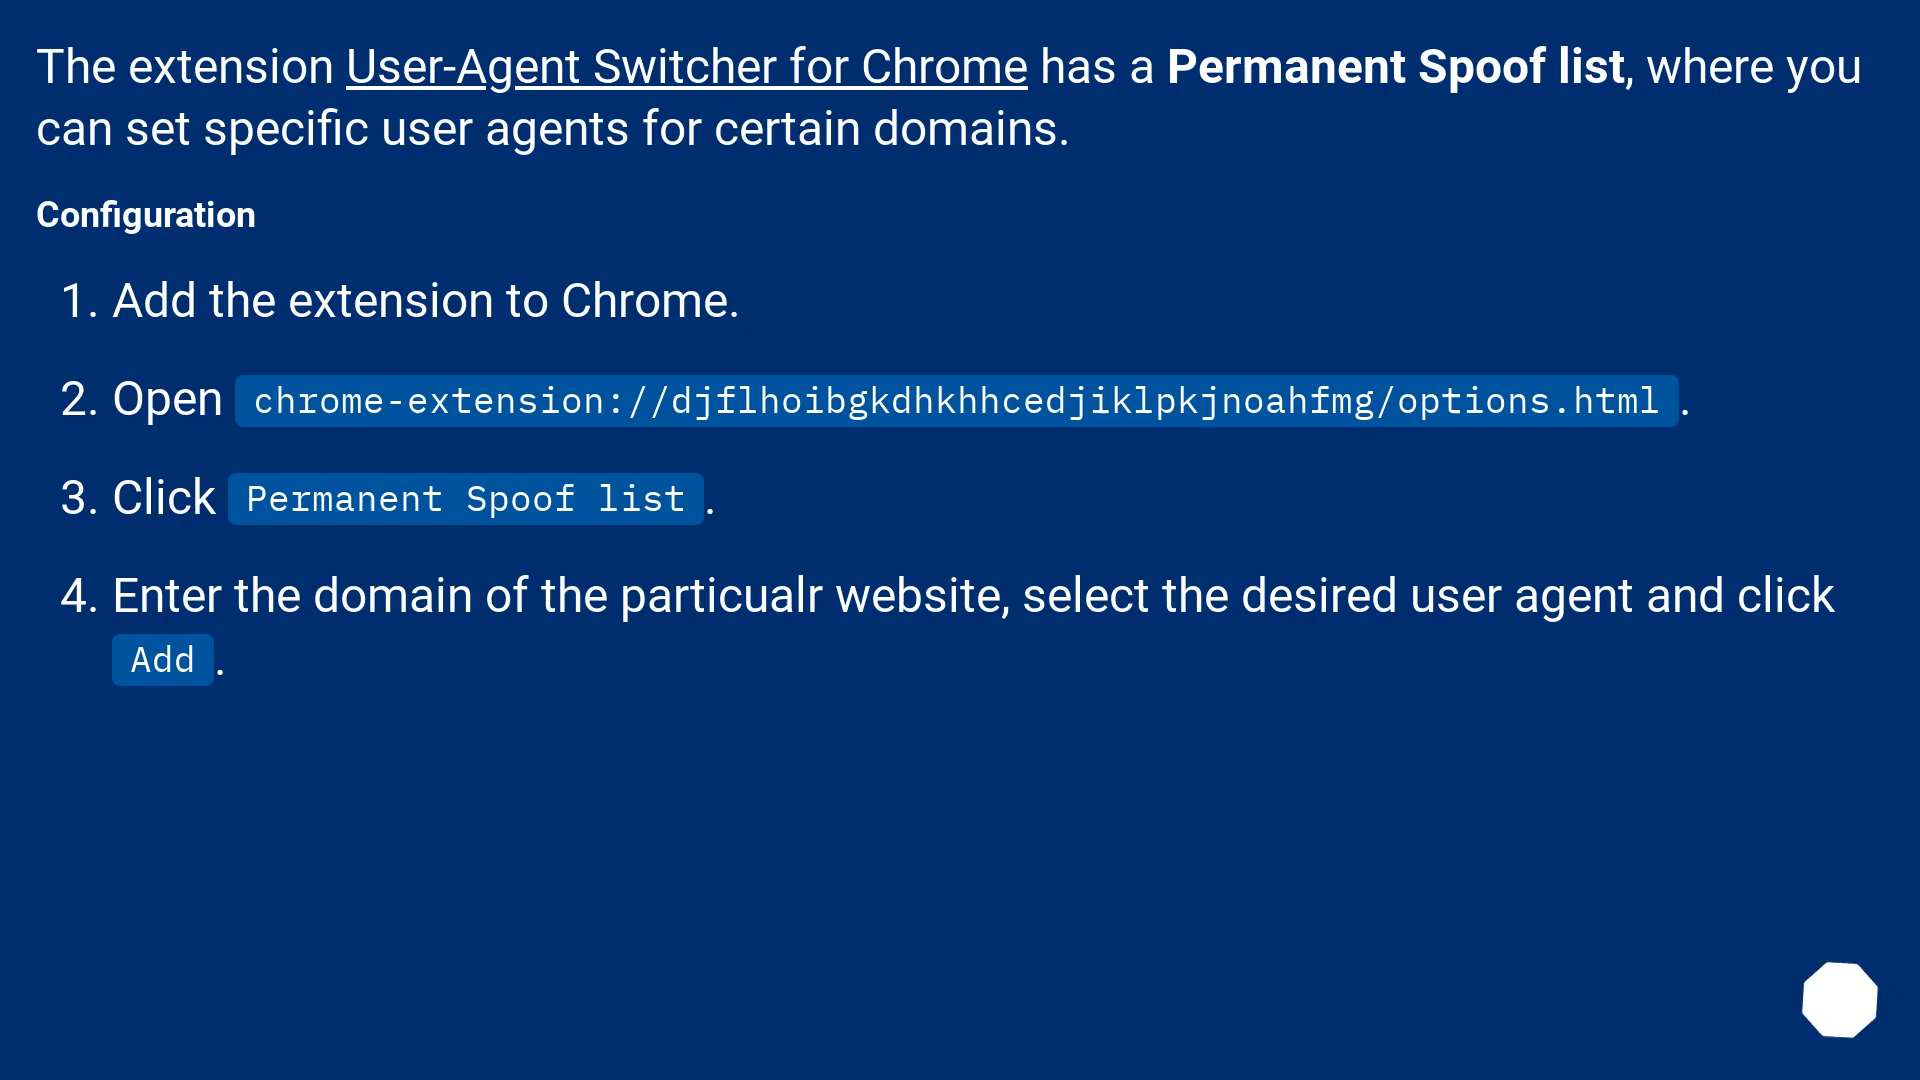 The extension User-Agent Switcher for Chrome has a Permanent Spoof list, where you
can set specific user agents for certain domains.
Configuration
1. Add the extension to Chrome.
2. Open chrome-extension://djflhoibgkdhkhhcedjiklpkjnoahfmg/options.html .
3. Click Permanent Spoof list .
4. Enter the domain of the particualr website, select the desired user agent and click
Add .